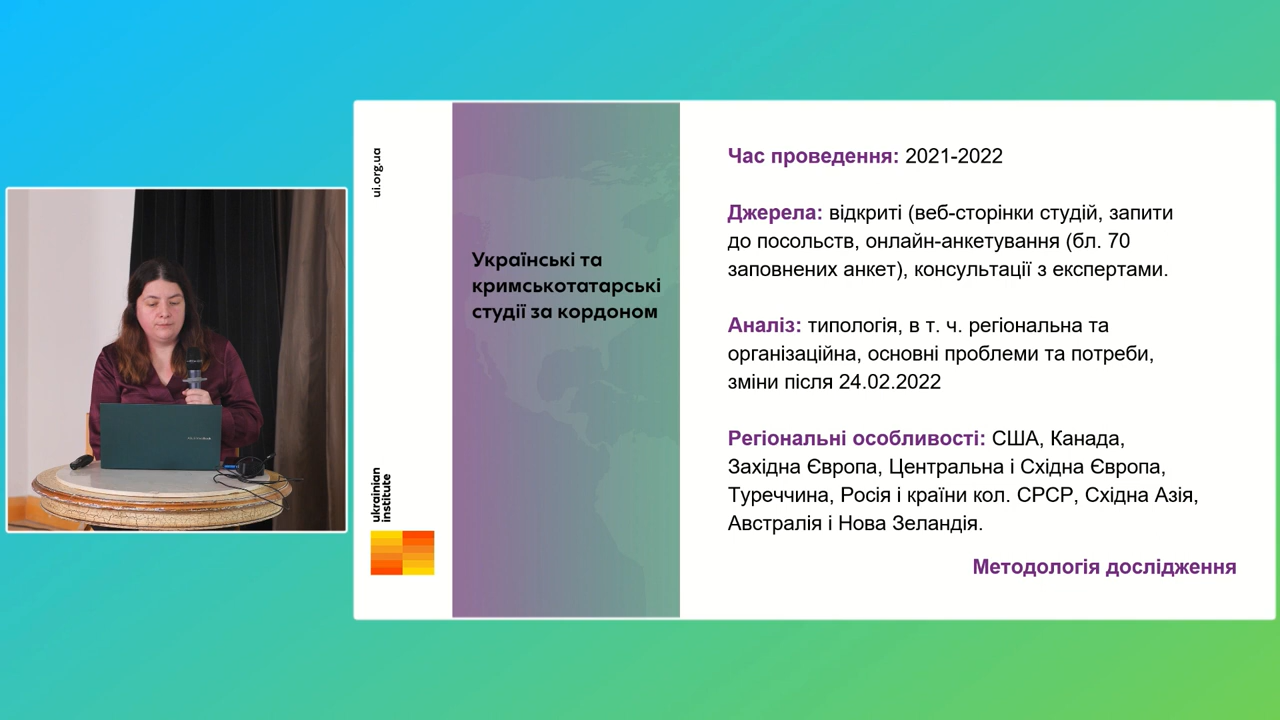 ui.org.ua
ukrainian
institute
Українські та
кримськотатарські
студії за кордоном
Час проведення: 2021-2022
Джерела: відкриті (веб-сторінки студій, запити
до посольств, онлайн-анкетування (бл. 70
заповнених анкет), консультації з експертами.
Аналіз: типологія, в т. ч. регіональна та
організаційна, основні проблеми та потреби,
зміни після 24.02.2022
Регіональні особливості: США, Канада,
Західна Європа, Центральна і Східна Європа,
Туреччина, Росія і країни кол. СРСР, Східна Азія,
Австралія і Нова Зеландія.
Методологія дослідження